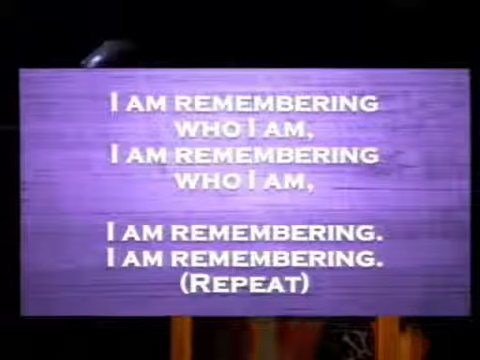 I AM REMEMBERING
WHO I AM,
I AM REMEMBERING
WHO I AM,
I AM REMEMBERING.
I AM REMEMBERING.
(REPEAT)